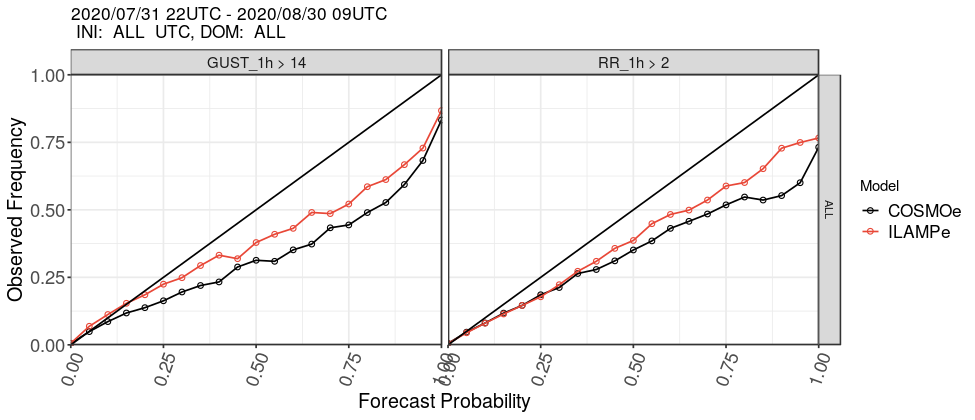 2020/07/31 22UTC - 2020/08/30 09UTC
INI:  ALL  UTC, DOM:  ALL
GUST_1h > 14
RR_1h > 2
1.00
0.75
0.50
0.25
0.00
Observed Frequency
ALL
Model
COSMOe
ILAMPe
0.00 0.25 0.50 0.75 1.00
0.00 0.25 0.50 0.75 1.00
Forecast Probability